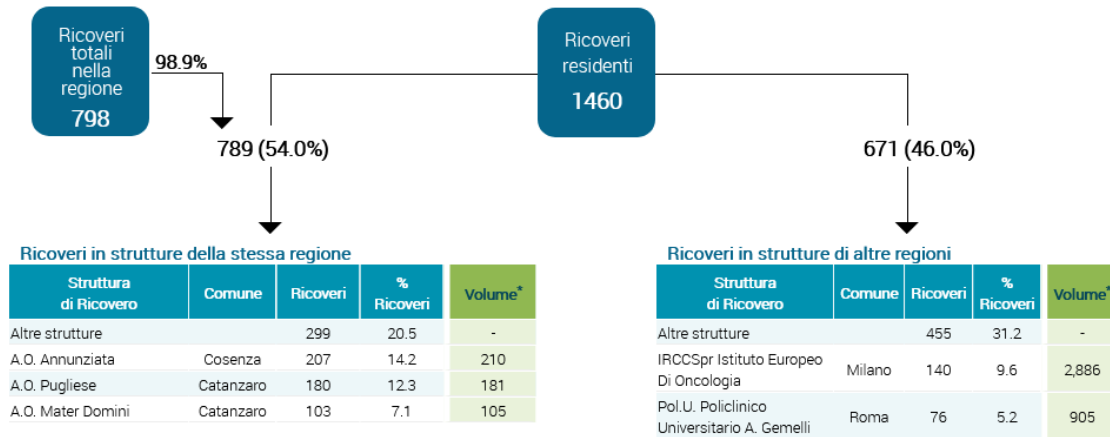 Ricoveri
totali
nella
regione
798
98.9%
Ricoveri
residenti
1460
789 (54.0%)
671 (46.0%)
Ricoveri in strutture della stessa regione
Struttura di Ricovero Comune Ricoveri % Ricoveri Volume*
Altre strutture 299 20.5 -
A.O. Annunziata Cosenza 207 14.2 210
A.O. Pugliese Catanzaro 180 12.3 181
A.O. Mater Domini Catanzaro 103 7.1 105
Ricoveri in strutture di altre regioni
Struttura di Ricovero Comune Ricoveri % Ricoveri Volume*
Altre strutture 455 31.2 -
IRCCSpr Istituto Europeo Di Oncologia Milano 140 9.6 2,886
Pol.U. Policlinico Universitario A. Gemelli Roma 76 5.2 905